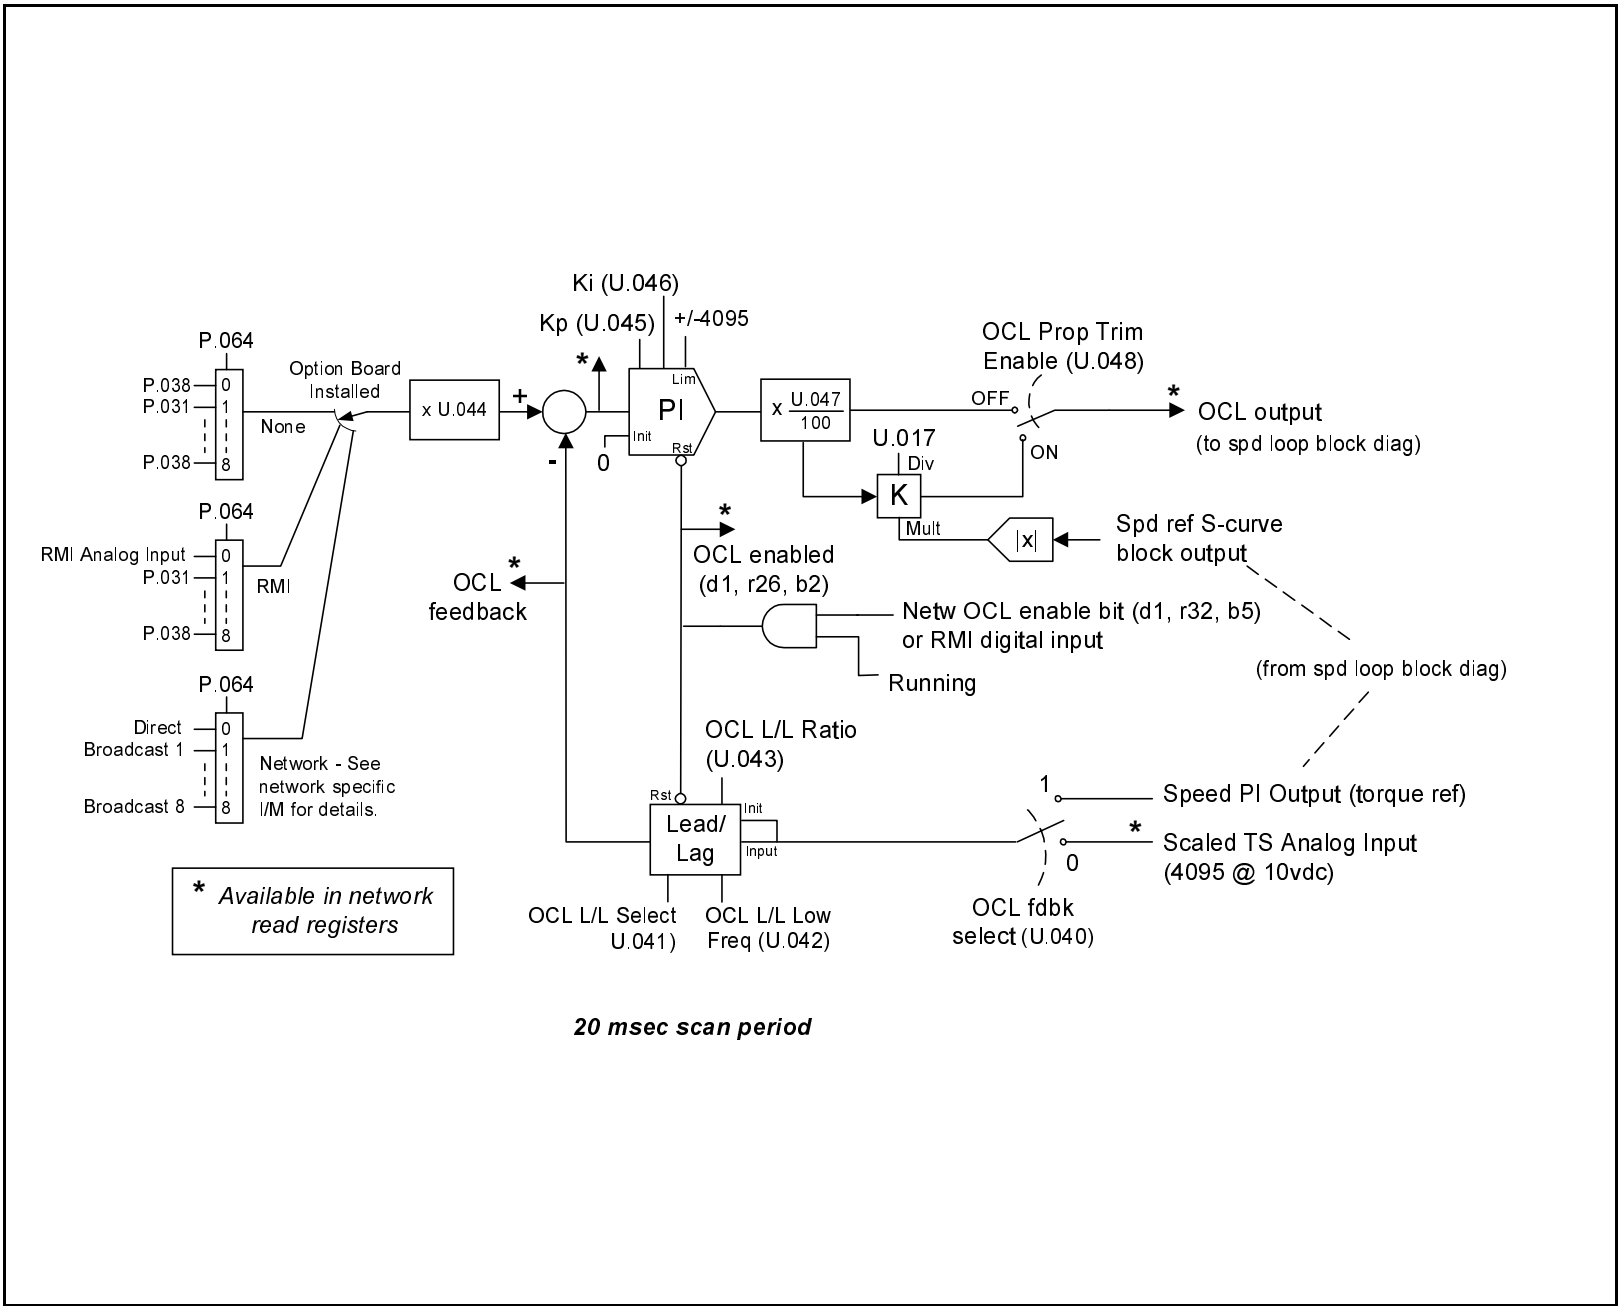 Ki (U.046)
Kp (U.045)
+/-4095
*
Lim
PI
Init
Rst
0
P.064
P.038
0
P.031
1
P.038
8
None
Option Board
Installed
x U.044
+
-
x U.047
100
OCL Prop Trim
Enable (U.048)
OFF
ON
*
OCL output
(to spd loop block diag)
U.017
Div
K
Mult
|x|
Spd ref S-curve
block output
P.064
RMI Analog Input
0
P.031
1
P.038
8
RMI
*
OCL
feedback
*
OCL enabled
(d1, r26, b2)
Netw OCL enable bit (d1, r32, b5)
or RMI digital input
Running
(from spd loop block diag)
P.064
Direct
0
Broadcast 1
1
Broadcast 8
8
Network - See
network specific
I/M for details.
OCL L/L Ratio
(U.043)
Rst
Init
Lead/
Lag
Input
OCL L/L Select
U.041)
OCL L/L Low
Freq (U.042)
1
Speed PI Output (torque ref)
*
0
Scaled TS Analog Input
(4095 @ 10vdc)
OCL fdbk
select (U.040)
* Available in network
read registers
20 msec scan period